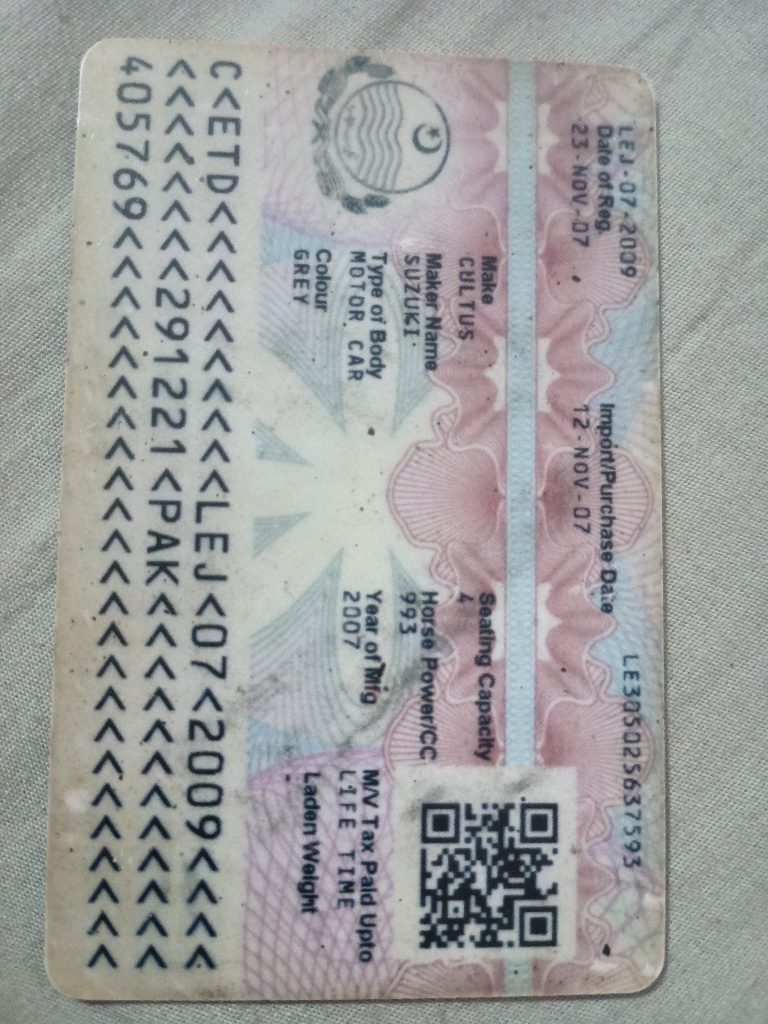 LEJ-07-2009
LE305025637593
Date of Reg.
Import/Purchase Date
23-NOV-07
12-NOV-07
Make
Seating Capacity
CULTUS
4
Maker Name
Horse Power/CC
SUZUKI
993
Type of Body
Year of Mfg
M/V Tax Paid Upto
MOTOR CAR
2007
LIFE TIME
Colour
Laden Weight
GREY
-
C<ETD<<<<<<<<<<LEJ<07<2009<<<<
<<<<<<<<291221<PAK<<<<<<<<<<<<
405769<<<<<<<<<<<<<<<<<<<<<<<<